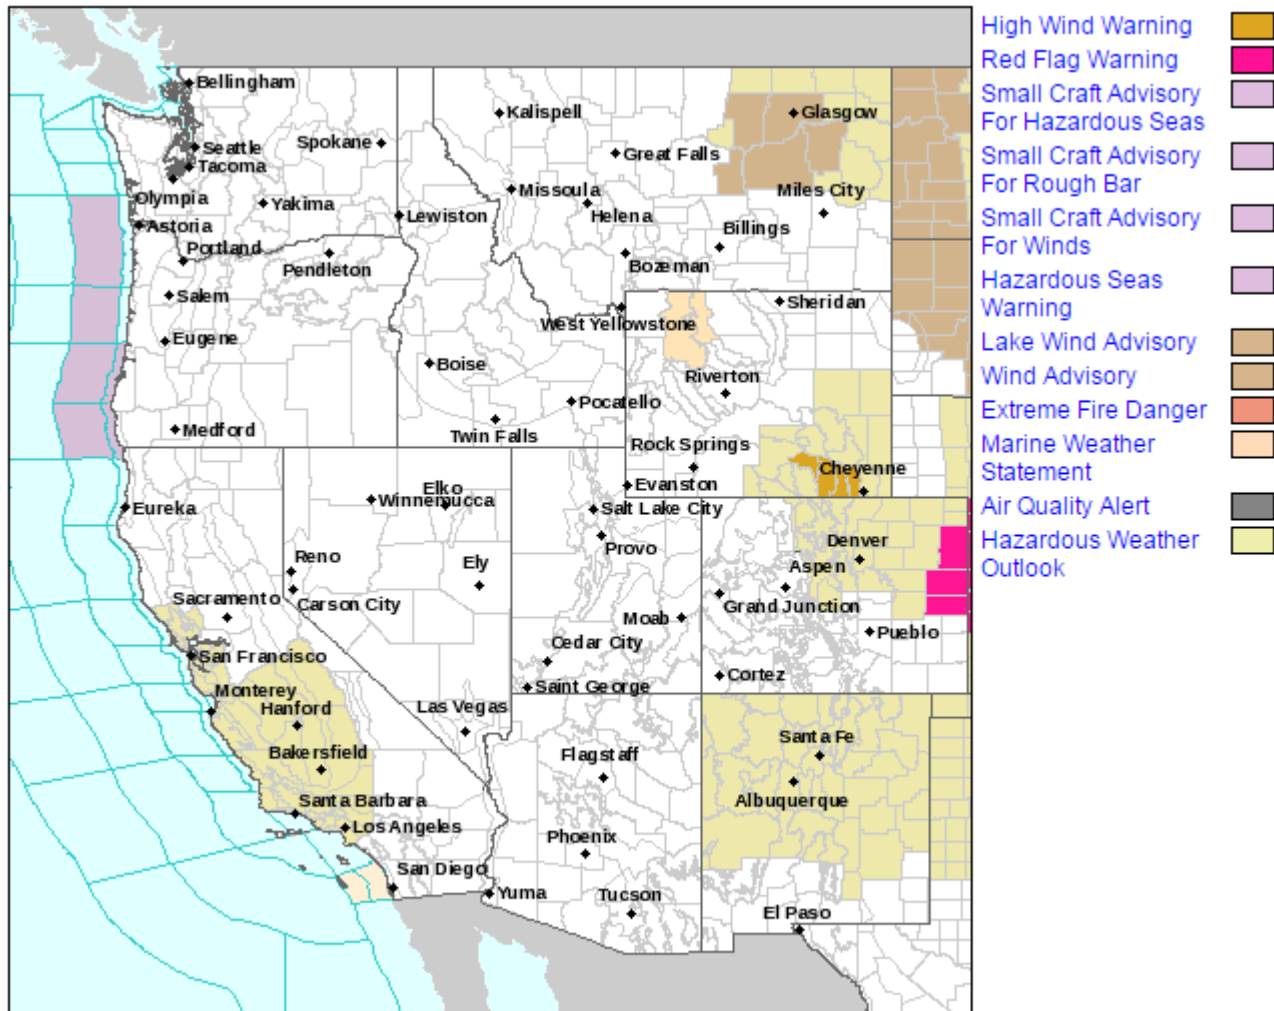 High Wind Warning
Red Flag Warning
Small Craft Advisory
For Hazardous Seas
Small Craft Advisory
For Rough Bar
Small Craft Advisory
For Winds
Hazardous Seas
Warning
Lake Wind Advisory
Wind Advisory
Extreme Fire Danger
Marine Weather
Statement
Air Quality Alert
Hazardous Weather
Outlook
Bellingham
Kalispell
Glasgow
Seattle
Spokane
Great Falls
Tacoma
Olympia
Yakima
Missoula
Miles City
Astoria
Lewiston
Helena
Billings
Portland
Pendleton
Bozeman
Salem
Sheridan
West Yellowstone
Eugene
Boise
Riverton
Pocatello
Medford
Twin Falls
Rock Springs
Cheyenne
Evanston
Elko
Winnemucca
Eureka
Salt Lake City
Provo
Denver
Reno
Ely
Aspen
Sacramento
Carson City
Grand Junction
Moab
Pueblo
Cedar City
San Francisco
Cortez
Saint George
Monterey
Hanford
Las Vegas
Santa Fe
Bakersfield
Flagstaff
Albuquerque
Santa Barbara
Los Angeles
Phoenix
San Diego
Yuma
Tucson
El Paso